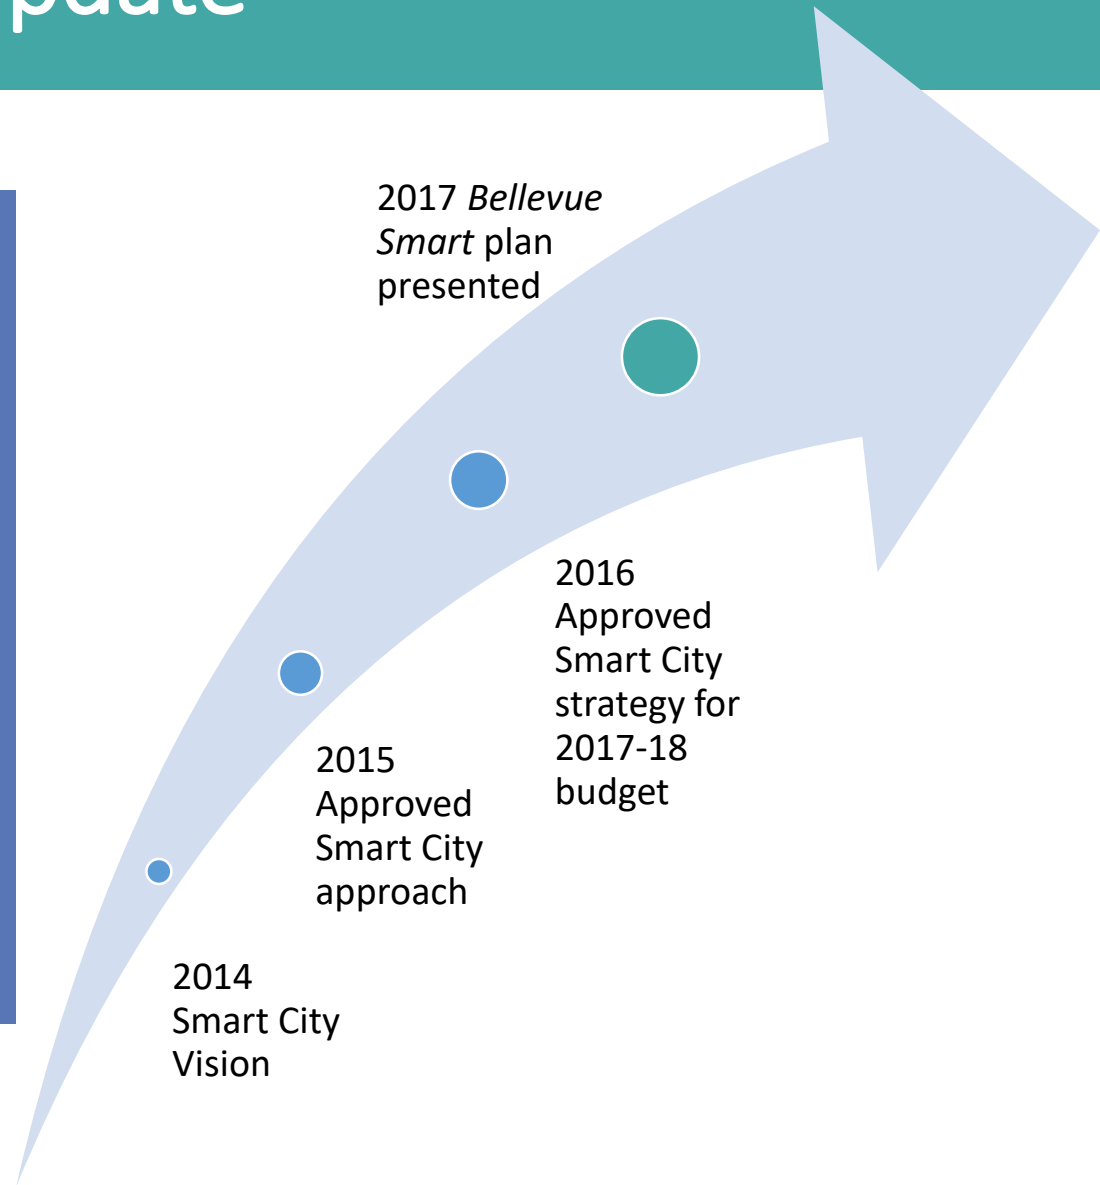 pdate
2017 Bellevue
Smart plan
presented
2016
Approved
Smart City
strategy for
2017-18
budget
2015
Approved
Smart City
approach
2014
Smart City
Vision